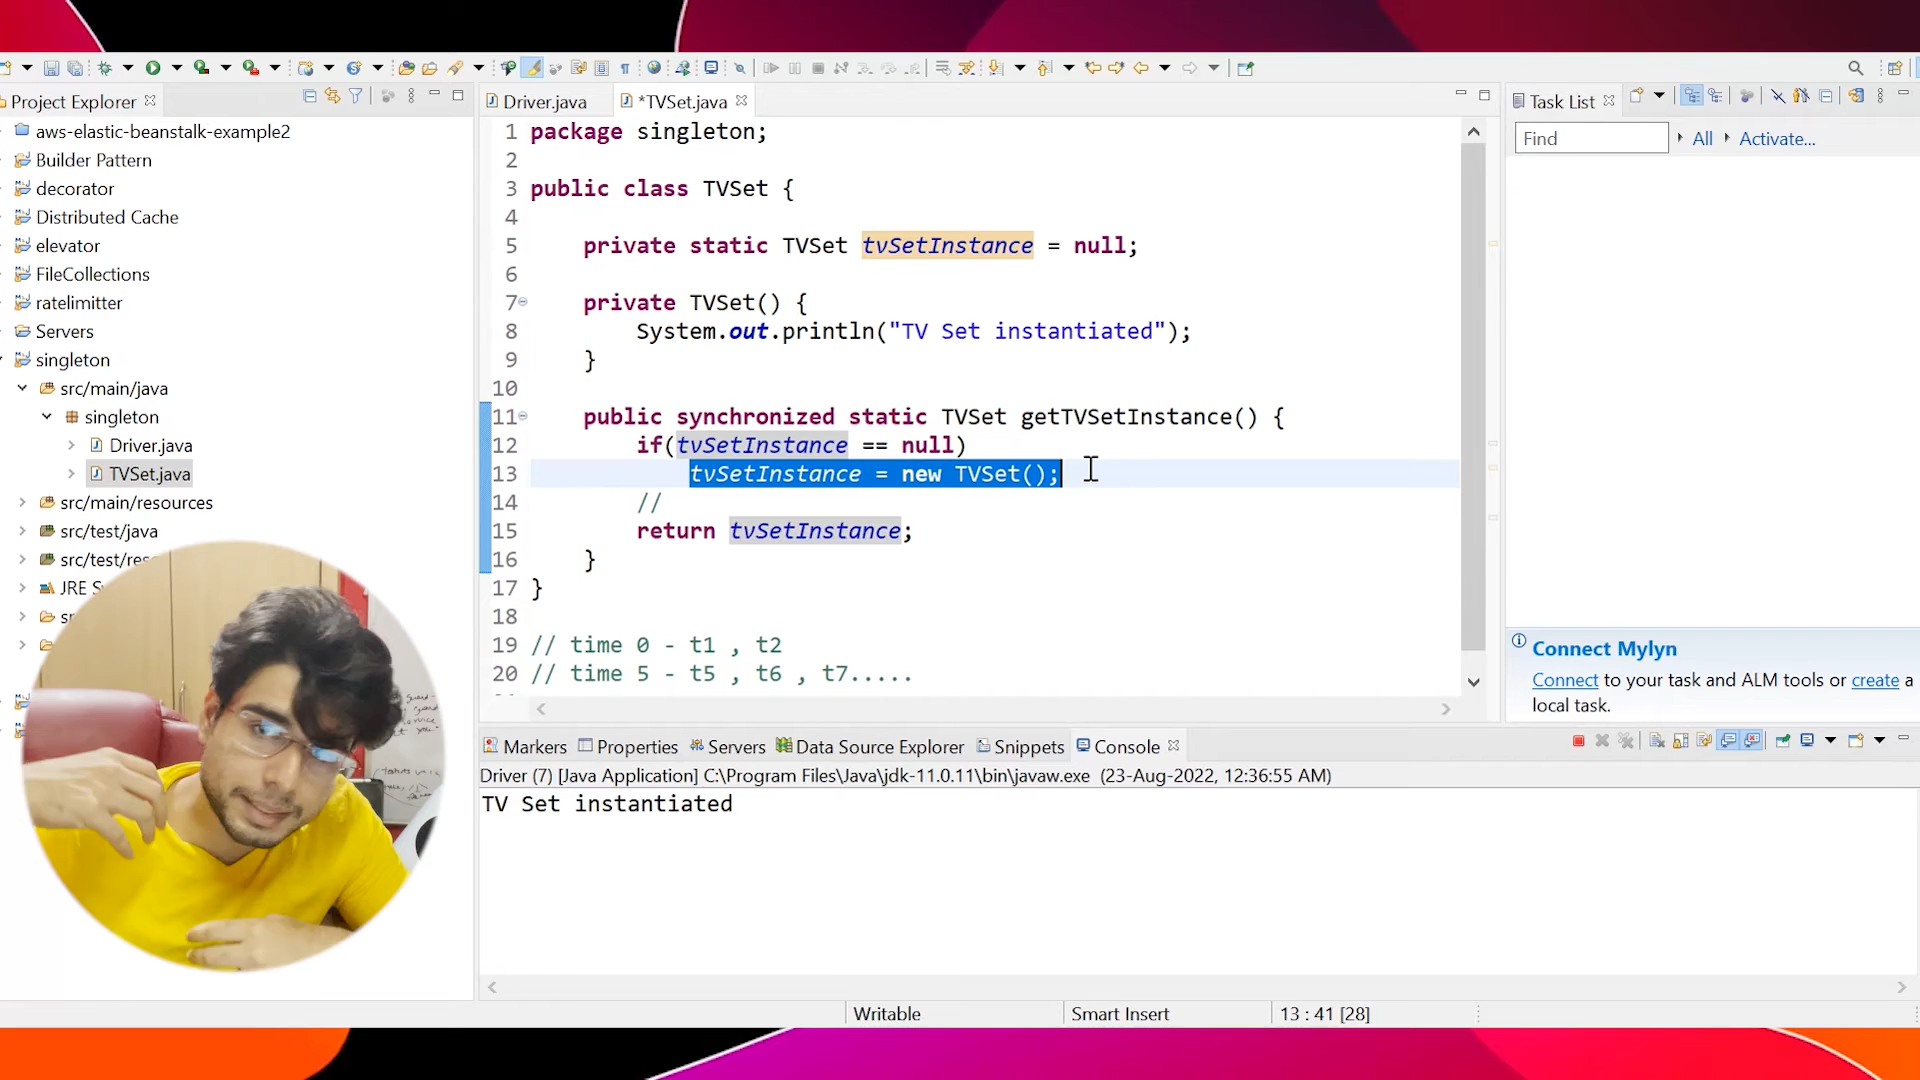 Project Explorer
aws-elastic-beanstalk-example2
Builder Pattern
decorator
Distributed Cache
elevator
FileCollections
ratelimitter
Servers
singleton
src/main/java
singleton
Driver.java
TVSet.java
src/main/resources
src/test/java
src/test/res
JRE Sy
Driver.java
*TVSet.java
1 package singleton;
2
3 public class TVSet {
4
5 private static TVSet tvSetInstance = null;
6
7 private TVSet() {
8 System.out.println("TV Set instantiated");
9 }
10
11 public synchronized static TVSet getTVSetInstance() {
12 if(tvSetInstance == null)
13 tvSetInstance = new TVSet();
14 //
15 return tvSetInstance;
16 }
17 }
18
19 // time 0 - t1 , t2
20 // time 5 - t5 , t6 , t7.....
Task List
Find
All
Activate...
Connect Mylyn
Connect to your task and ALM tools or create a
local task.
Markers Properties Servers Data Source Explorer Snippets Console
Driver (7) [Java Application] C:\Program Files\Java\jdk-11.0.11\bin\javaw.exe (23-Aug-2022, 12:36:55 AM)
TV Set instantiated
Writable
Smart Insert
13 : 41 [28]